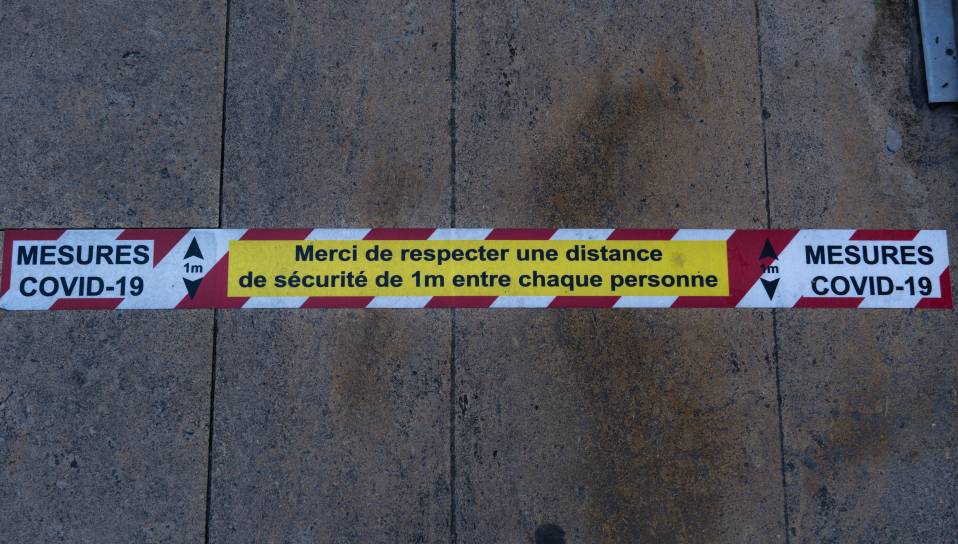 MESURES
COVID-19
1m
Merci de respecter une distance
de sécurité de 1m entre chaque personne
1m
MESURES
COVID-19